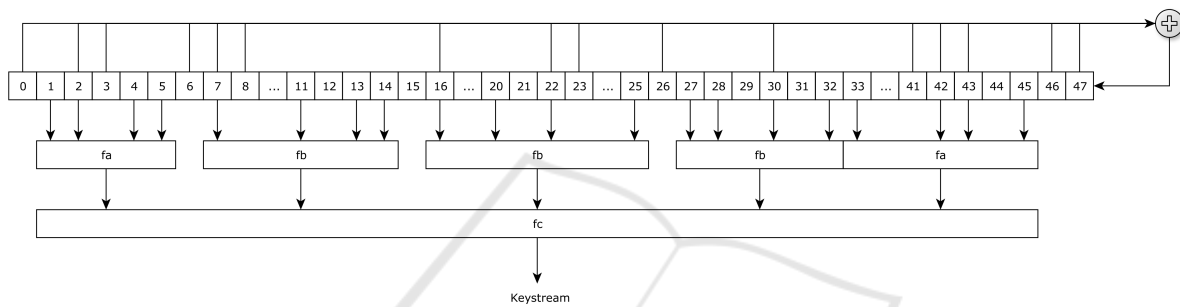 0 1 2 3 4 5 6 7 8 ... 11 12 13 14 15 16 ... 20 21 22 23 ... 25 26 27 28 29 30 31 32 33 ... 41 42 43 44 45 46 47
fa fb fb fb fa
fc
Keystream